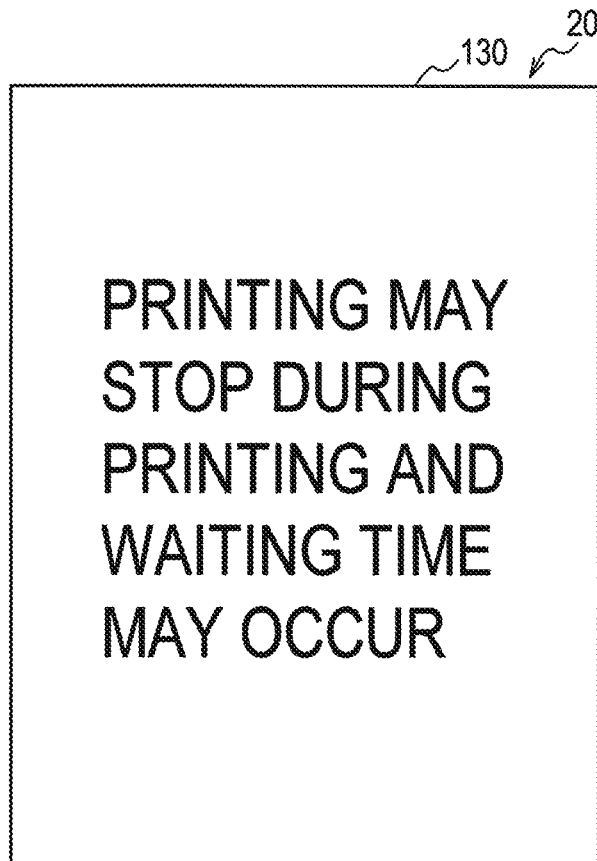 20
130
PRINTING MAY
STOP DURING
PRINTING AND
WAITING TIME
MAY OCCUR